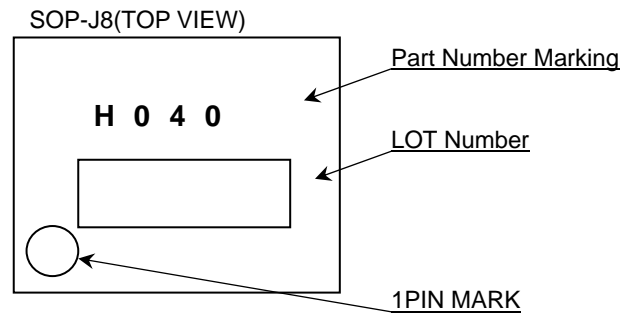 SOP-J8(TOP VIEW)
Part Number Marking
H 0 4 0
LOT Number
1PIN MARK